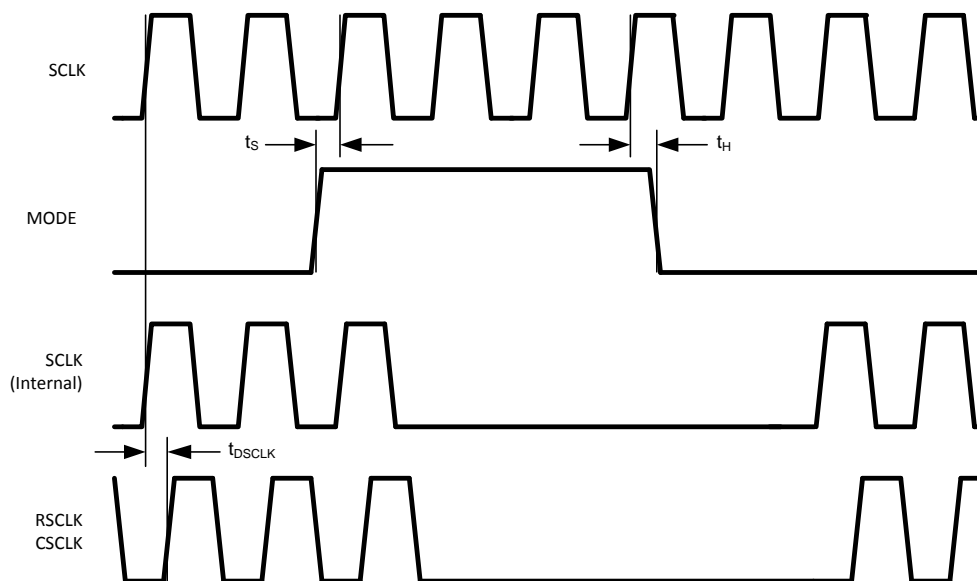 SCLK
tS
tH
MODE
SCLK
(Internal)
tDSCLK
RSCLK
CSCLK